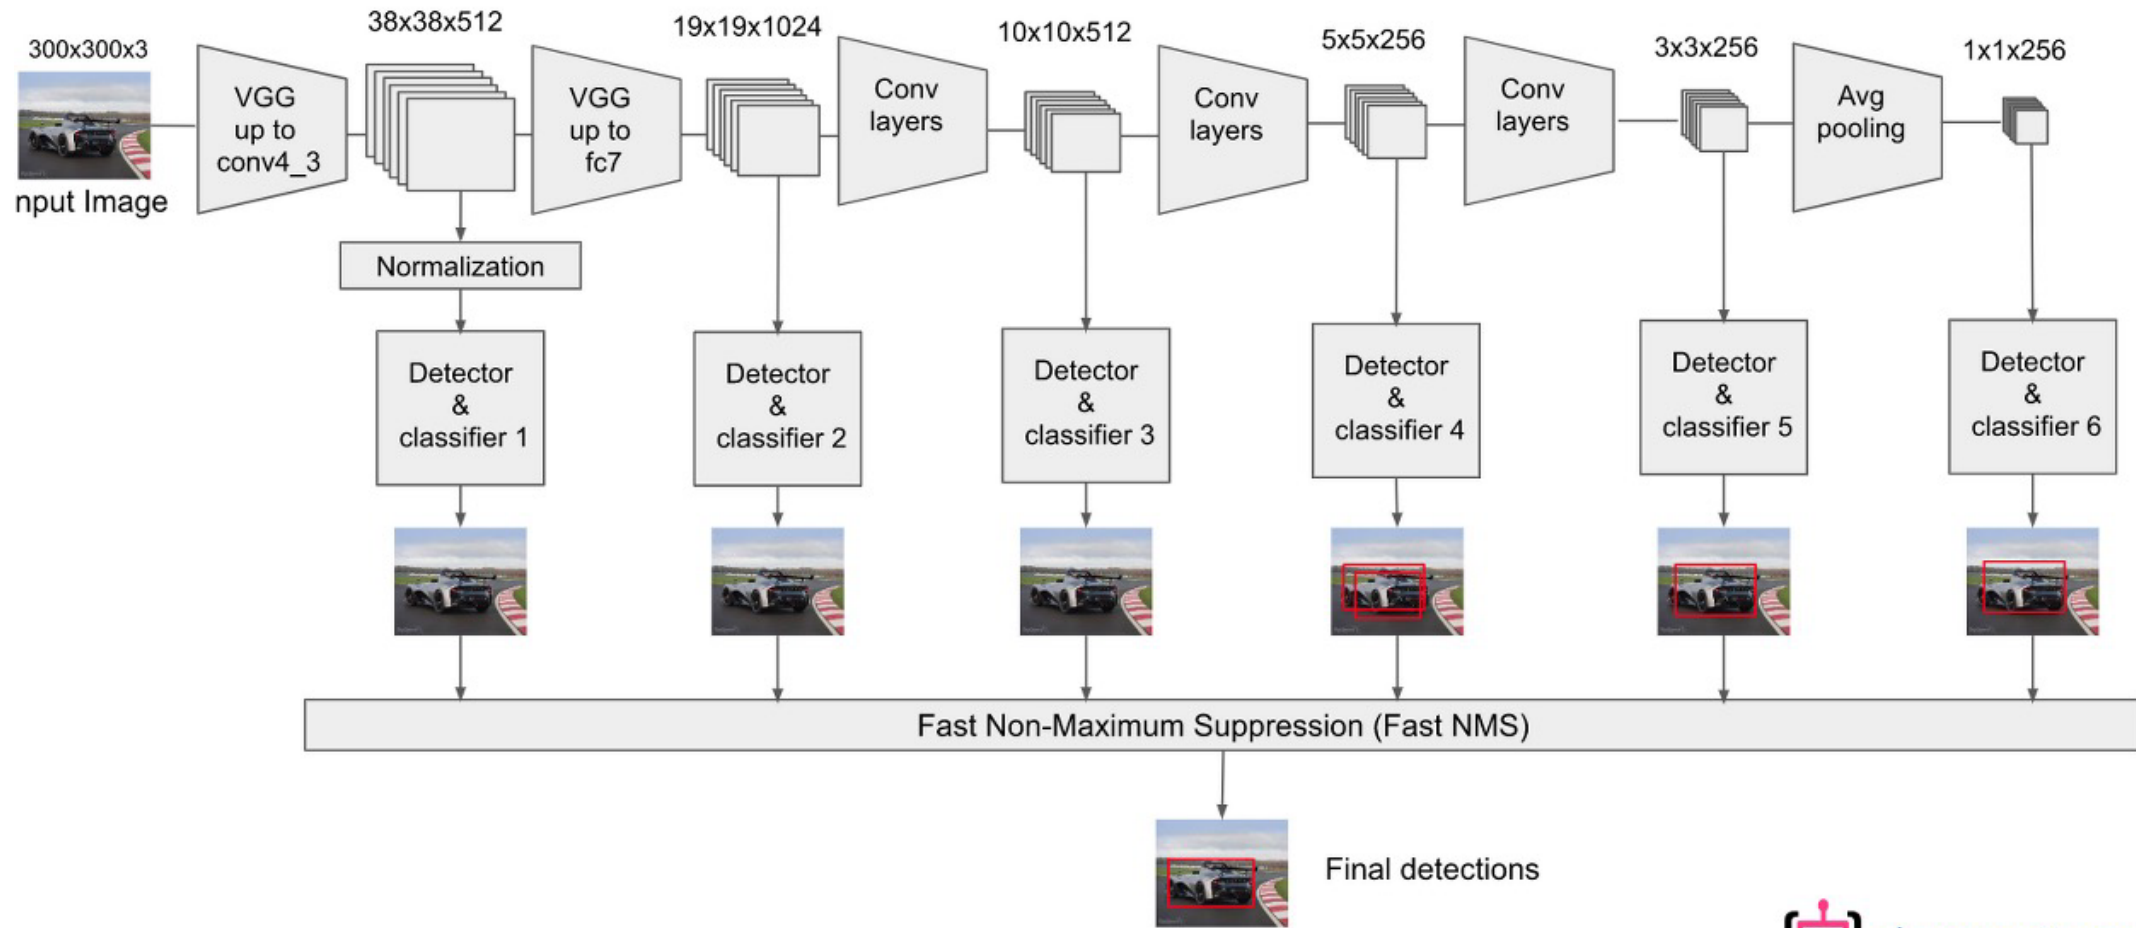 300x300x3
38x38x512
19x19x1024
10x10x512
5x5x256
3x3x256
1x1x256
nput Image
VGG
up to
conv4_3
VGG
up to
fc7
Conv
layers
Conv
layers
Conv
layers
Avg
pooling
Normalization
Detector
&
classifier 1
Detector
&
classifier 2
Detector
&
classifier 3
Detector
&
classifier 4
Detector
&
classifier 5
Detector
&
classifier 6
Fast Non-Maximum Suppression (Fast NMS)
Final detections